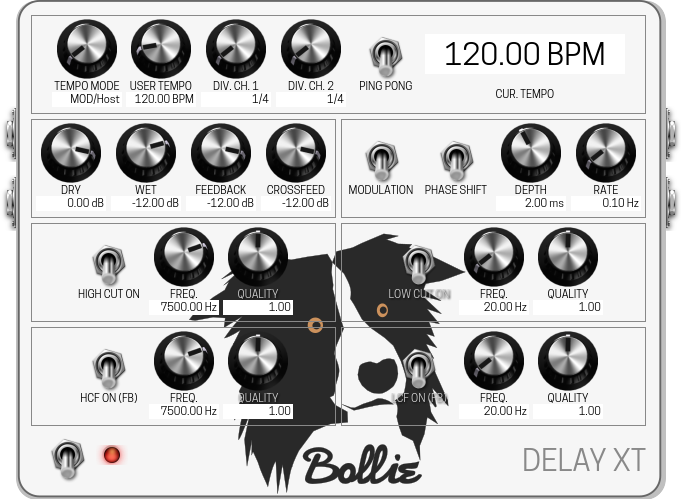 120.00 BPM
TEMPO MODE USER TEMPO DIV. CH. 1 DIV. CH. 2 PING PONG
MOD/Host 120.00 BPM 1/4 1/4 CUR. TEMPO
DRY WET FEEDBACK CROSSFEED MODULATION PHASE SHIFT DEPTH RATE
0.00 dB -12.00 dB -12.00 dB -12.00 dB 2.00 ms 0.10 Hz
HIGH CUT ON FREQ. QUALITY LOW CUT ON FREQ. QUALITY
7500.00 Hz 1.00 20.00 Hz 1.00
HCF ON (FB) FREQ. QUALITY LCF ON (FB) FREQ. QUALITY
7500.00 Hz 1.00 20.00 Hz 1.00
Bollie DELAY XT